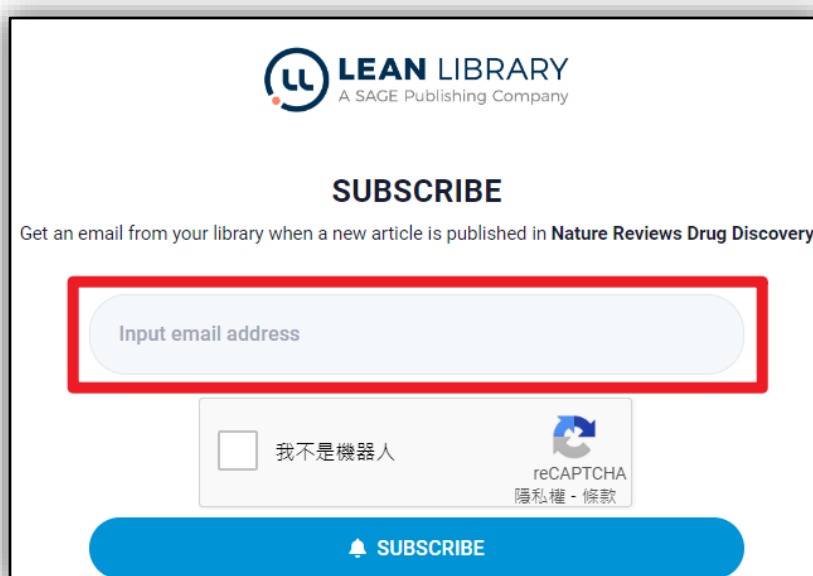 LL LEAN LIBRARY
A SAGE Publishing Company
SUBSCRIBE
Get an email from your library when a new article is published in Nature Reviews Drug Discovery
Input email address
我不是機器人
reCAPTCHA
隱私權 - 條款
SUBSCRIBE